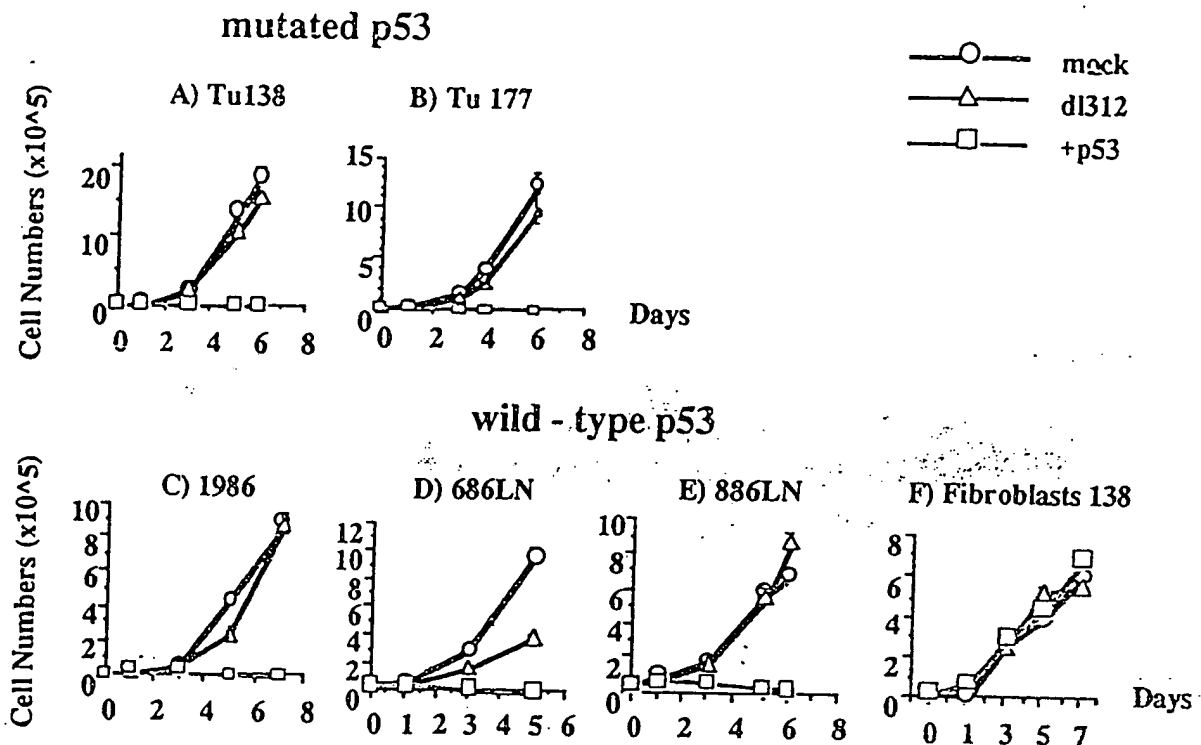 mutated p53
mock
dl312
+p53
A) Tu138
B) Tu 177
Cell Numbers (x10^5)
20
10
0
0 2 4 6 8
15
10
5
0
0 2 4 6 8
Days
wild - type p53
C) 1986
D) 686LN
E) 886LN
F) Fibroblasts 138
Cell Numbers (x10^5)
10
8
6
4
2
0
0 2 4 6 8
12
10
8
6
4
2
0
0 1 2 3 4 5 6
10
8
6
4
2
0
0 2 4 6 8
8
6
4
2
0
0 1 3 5 7
Days